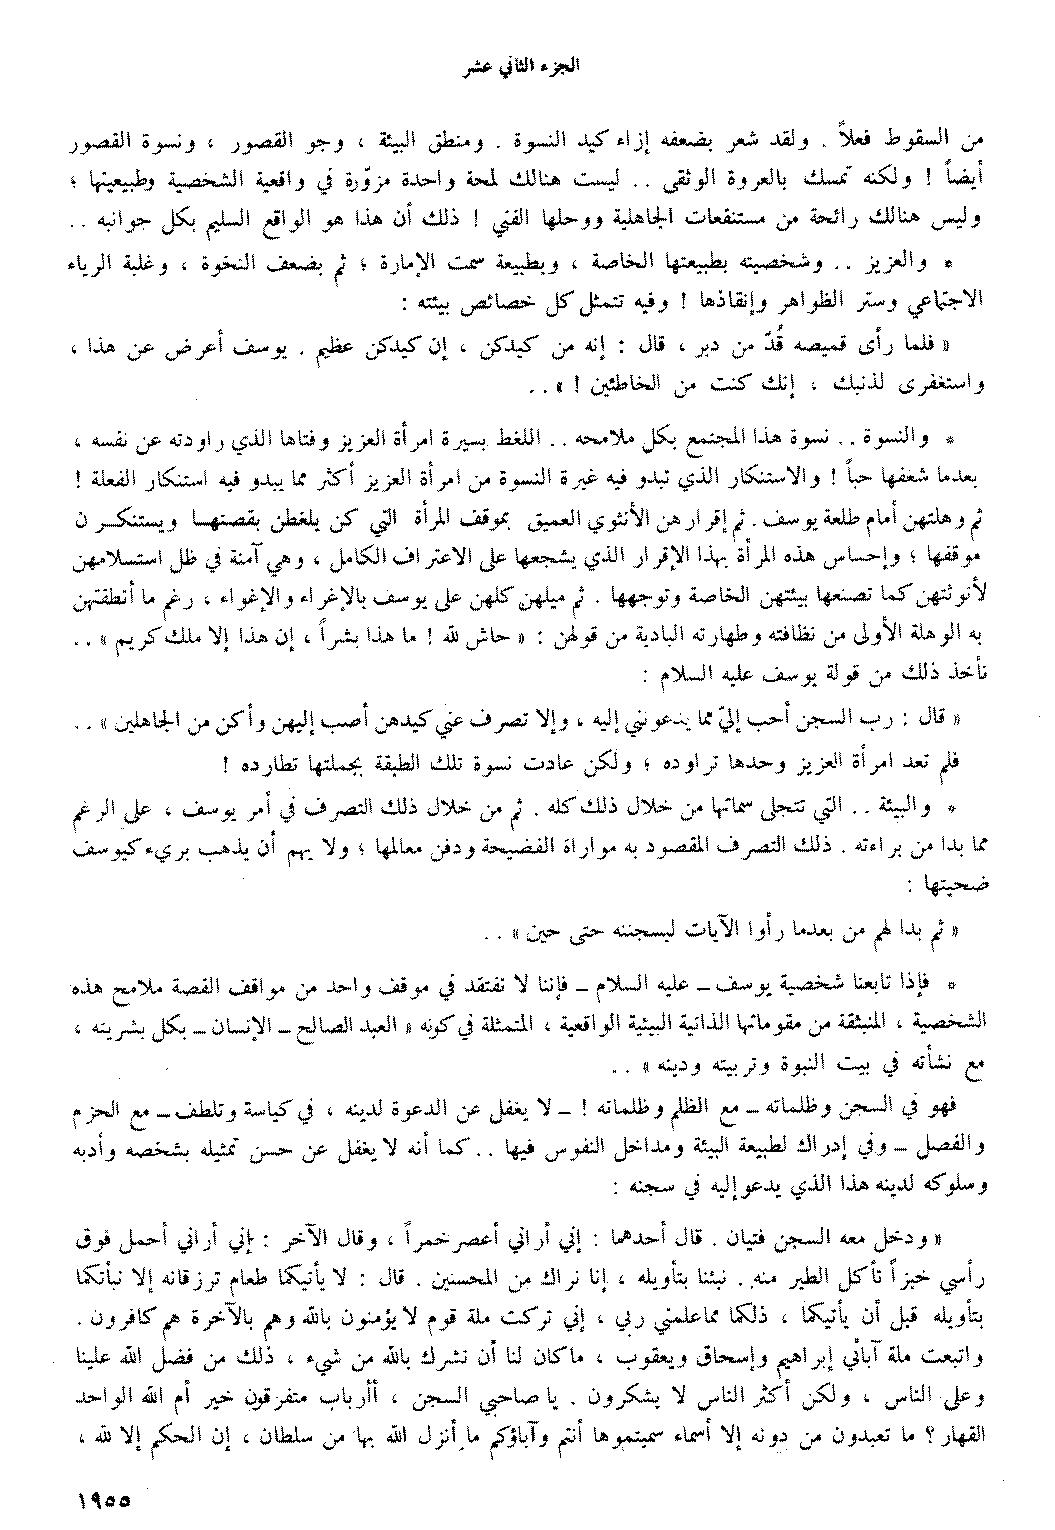 الجزء الثاني عشر
من السقوط فعلاً . ولقد شعر بضعفه إزاء كيد النسوة . ومنطق البيئة ، وجو القصور ، ونسوة القصور
أيضاً ! ولكنه تمسك بالعروة الوثقى .. ليست هنالك لمحة واحدة مزوّرة في واقعية الشخصية وطبيعيتها ؛
وليس هنالك رائحة من مستنقعات الجاهلية ووحلها الفني ! ذلك أن هذا هو الواقع السليم بكل جوانبه ..
* والعزيز .. وشخصيته بطبيعتها الخاصة ، وبطبيعة سمت الإمارة ؛ ثم بضعف النخوة ، وغلبة الرياء
الاجتماعي وستر الظواهر وإنقاذها ! وفيه تتمثل كل خصائص بيئته :
« فلما رأى قميصه قُدّ من دبر ، قال : إنه من كيدكن ، إن كيدكن عظيم . يوسف أعرض عن هذا ،
واستغفرى لذنبك ، إنك كنت من الخاطئين ! » ..
* والنسوة .. نسوة هذا المجتمع بكل ملامحه .. اللغط بسيرة امرأة العزيز وفتاها الذي راودته عن نفسه ،
بعدما شغفها حباً ! والاستنكار الذي تبدو فيه غيرة النسوة من امرأة العزيز أكثر مما يبدو فيه استنكار الفعلة !
ثم وهلتهن أمام طلعة يوسف . ثم إقرارهن الأنثوي العميق بموقف المرأة التي كن يلغطن بقصتهـا ويستنكـرن
موقفها ؛ وإحساس هذه المرأة بهذا الإقرار الذي يشجعها على الاعتراف الكامل ، وهي آمنة في ظل استسلامهن
لأنوثتهن كما تصنعها بيئتهن الخاصة وتوجهها . ثم ميلهن كلهن على يوسف بالإغراء والإغواء ، رغم ما أنطقتهن
به الوهلة الأولى من نظافته وطهارته البادية من قولهن : « حاش لله ! ما هذا بشراً ، إن هذا إلا ملك كريم » ..
نأخذ ذلك من قولة يوسف عليه السلام :
« قال : رب السجن أحب إليّ مما يدعونني إليه ، وإلا تصرف عني كيدهن أصب إليهن وأكن من الجاهلين » ..
فلم تعد امرأة العزيز وحدها تراوده ؛ ولكن عادت نسوة تلك الطبقة بجملتها تطارده !
* والبيئة .. التي تتجلى سماتها من خلال ذلك كله . ثم من خلال ذلك التصرف في أمر يوسف ، على الرغم
مما بدا من براءته . ذلك التصرف المقصود به مواراة الفضيحة ودفن معالمها ؛ ولا يهم أن يذهب بريء كيوسف
ضحيتها :
« ثم بدا لهم من بعدما رأوا الآيات ليسجننه حتى حين » ..
* فإذا تابعنا شخصية يوسف – عليه السلام – فإننا لا نفتقد في موقف واحد من مواقف القصة ملامح هذه
الشخصية ، المنبثقة من مقوماتها الذاتية البيئية الواقعية ، المتمثلة في كونه « العبد الصالح – الإنسان – بكل بشريته ،
مع نشأته في بيت النبوة وتربيته ودينه » ..
فهو في السجن وظلماته – مع الظلم وظلماته ! – لا يغفل عن الدعوة لدينه ، في كياسة وتلطف – مع الحزم
والفصل – وفي إدراك لطبيعة البيئة ومداخل النفوس فيها .. كما أنه لا يغفل عن حسن تمثيله بشخصه وأدبه
وسلوكه لدينه هذا الذي يدعو إليه في سجنه :
« ودخل معه السجن فتيان . قال أحدهما : إني أراني أعصر خمراً ، وقال الآخر : إني أراني أحمل فوق
رأسي خبزاً تأكل الطير منه . نبئنا بتأويله ، إنا نراك من المحسنين . قال : لا يأتيكما طعام ترزقانه إلا نبأتكما
بتأويله قبل أن يأتيكما ، ذلكما مما علمني ربي ، إني تركت ملة قوم لا يؤمنون بالله وهم بالآخرة هم كافرون .
واتبعت ملة آبائي إبراهيم وإسحاق ويعقوب ، ما كان لنا أن نشرك بالله من شيء ، ذلك من فضل الله علينا
وعلى الناس ، ولكن أكثر الناس لا يشكرون . يا صاحبي السجن ، أأرباب متفرقون خير أم الله الواحد
القهار ؟ ما تعبدون من دونه إلا أسماء سميتموها أنتم وآباؤكم ما أنزل الله بها من سلطان ، إن الحكم إلا لله ،
١٩٥٥